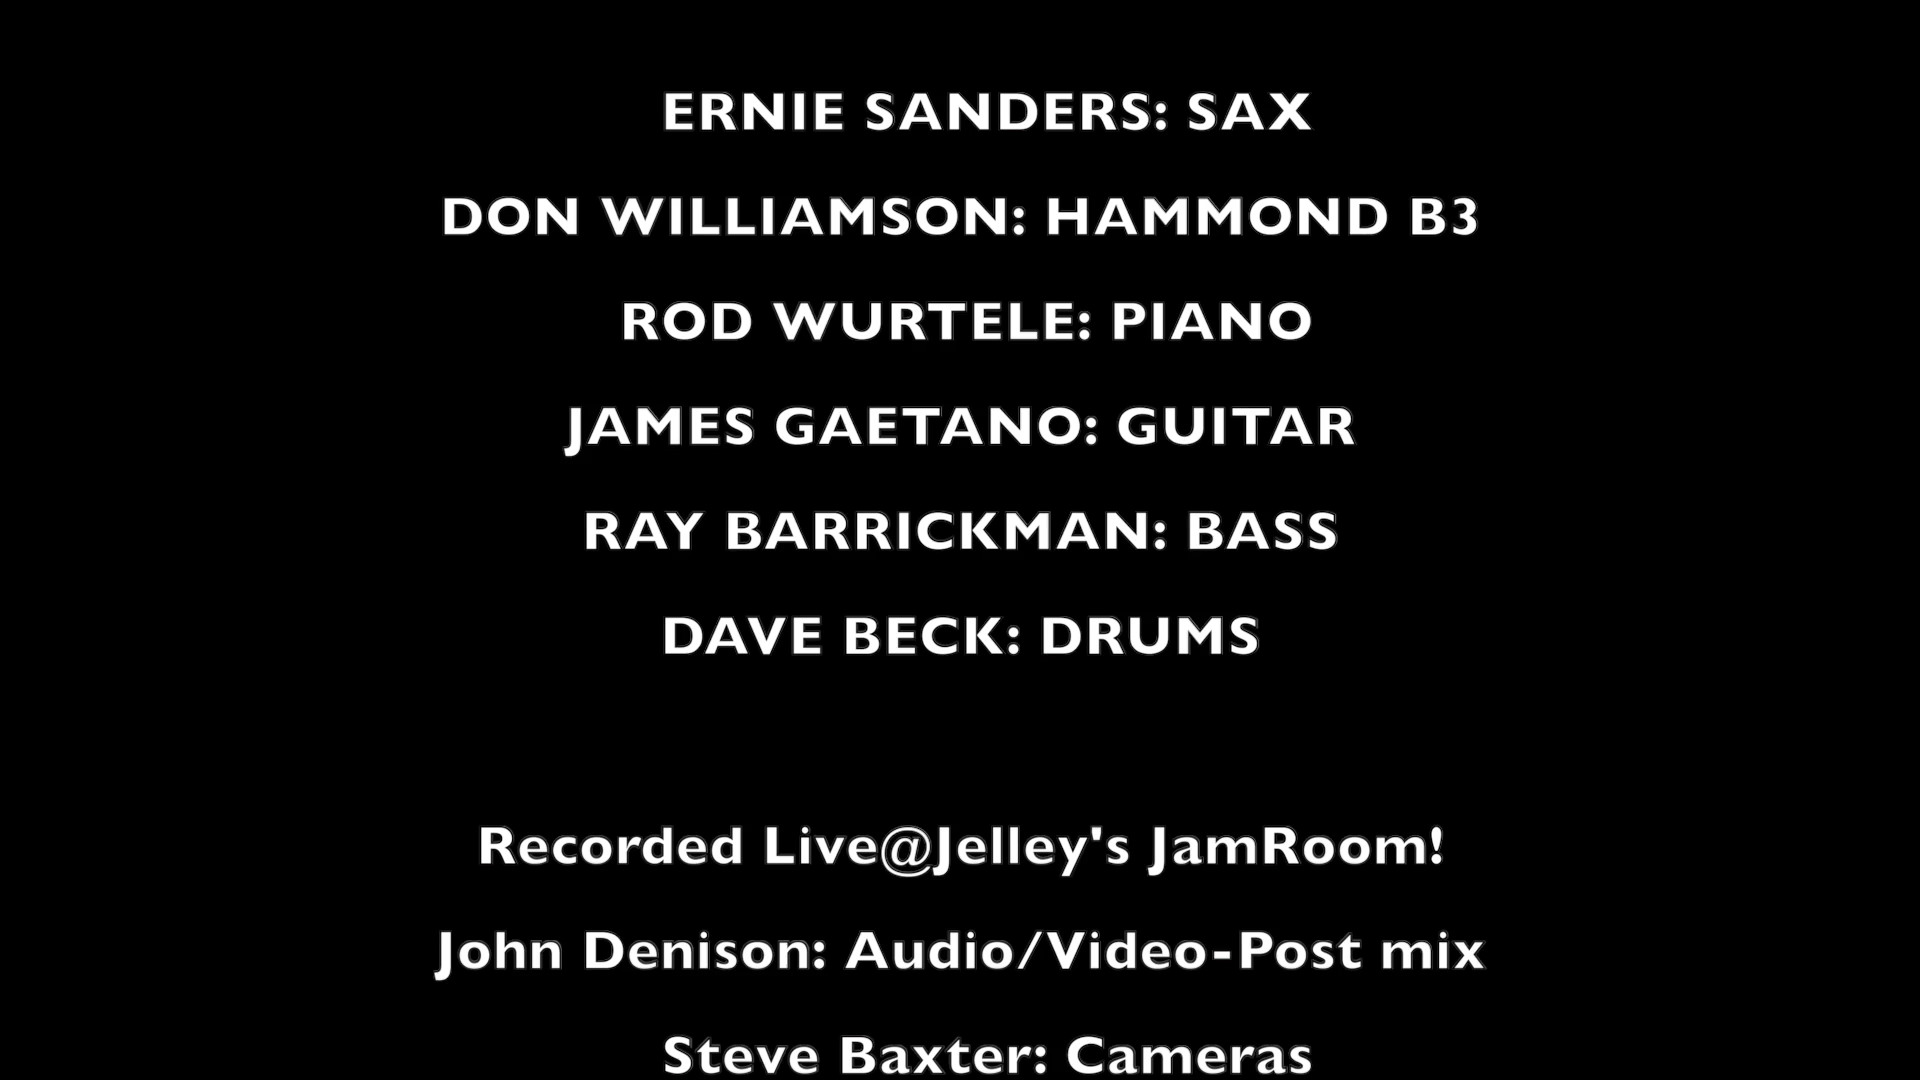 ERNIE SANDERS: SAX
DON WILLIAMSON: HAMMOND B3
ROD WURTELE: PIANO
JAMES GAETANO: GUITAR
RAY BARRICKMAN: BASS
DAVE BECK: DRUMS
Recorded Live@Jelley's JamRoom!
John Denison: Audio/Video-Post mix
Steve Baxter: Cameras